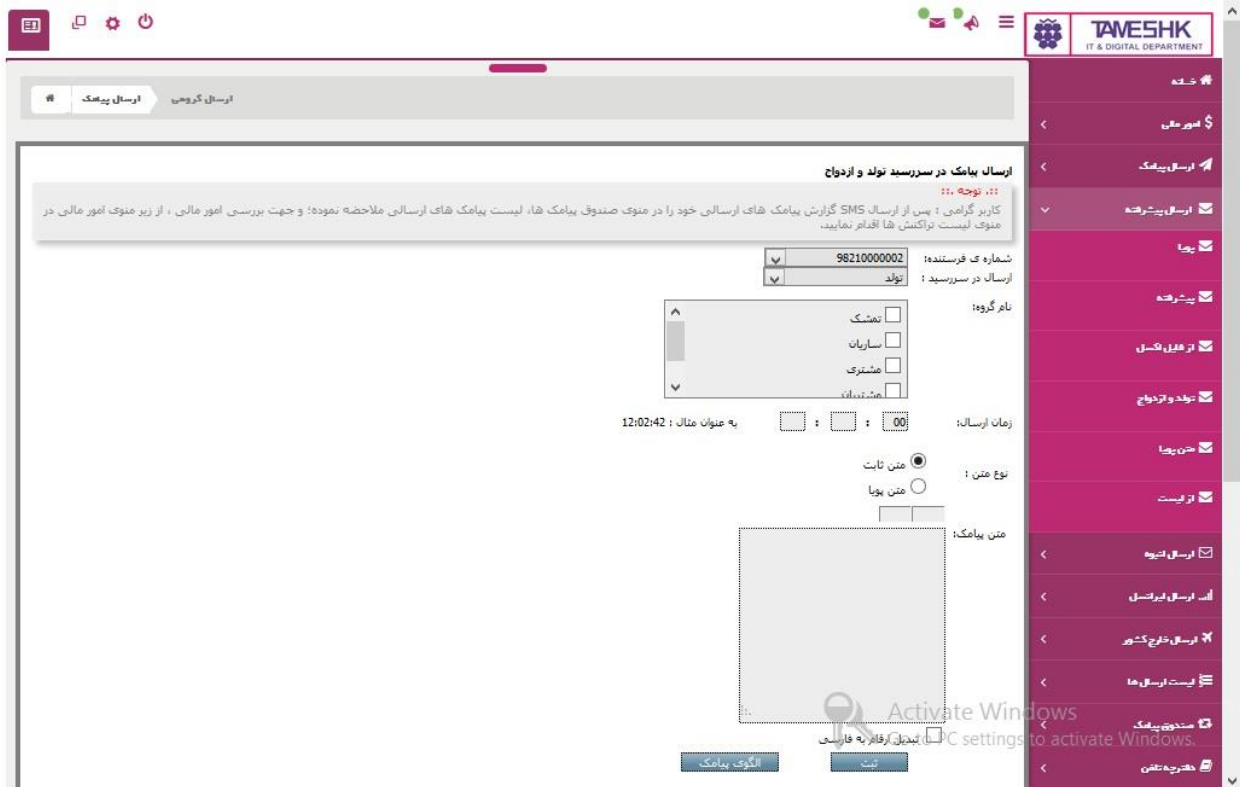 TAMESHK
IT & DIGITAL DEPARTMENT
خانه
امور مالی
ارسال پیامک
ارسال پیشرفته
پویا
پیشرفته
از فایل اکسل
تولد و ازدواج
متن پویا
از لیست
ارسال انبوه
ارسال ایرانسل
ارسال خارج کشور
لیست ارسال ها
صندوق پیامک
دفترچه تلفن
ارسال پیامک
ارسال گروهی
ارسال پیامک در سررسید تولد و ازدواج
::. توجه .::
کاربر گرامی : پس از ارسال SMS گزارش پیامک های ارسالی خود را در منوی صندوق پیامک ها، لیست پیامک های ارسالی ملاحضه نموده؛ و جهت بررسی امور مالی ، از زیر منوی امور مالی در
منوی لیست تراکنش ها اقدام نمایید.
شماره ی فرستنده: 98210000002
ارسال در سررسید : تولد
نام گروه:
تمشک
ساریان
مشتری
مشتریان
زمان ارسال: 00 : : به عنوان مثال : 12:02:42
نوع متن :
متن ثابت
متن پویا
متن پیامک:
تبدیل ارقام به فارسی
ثبت
الگوی پیامک
Activate Windows
Go to PC settings to activate Windows.